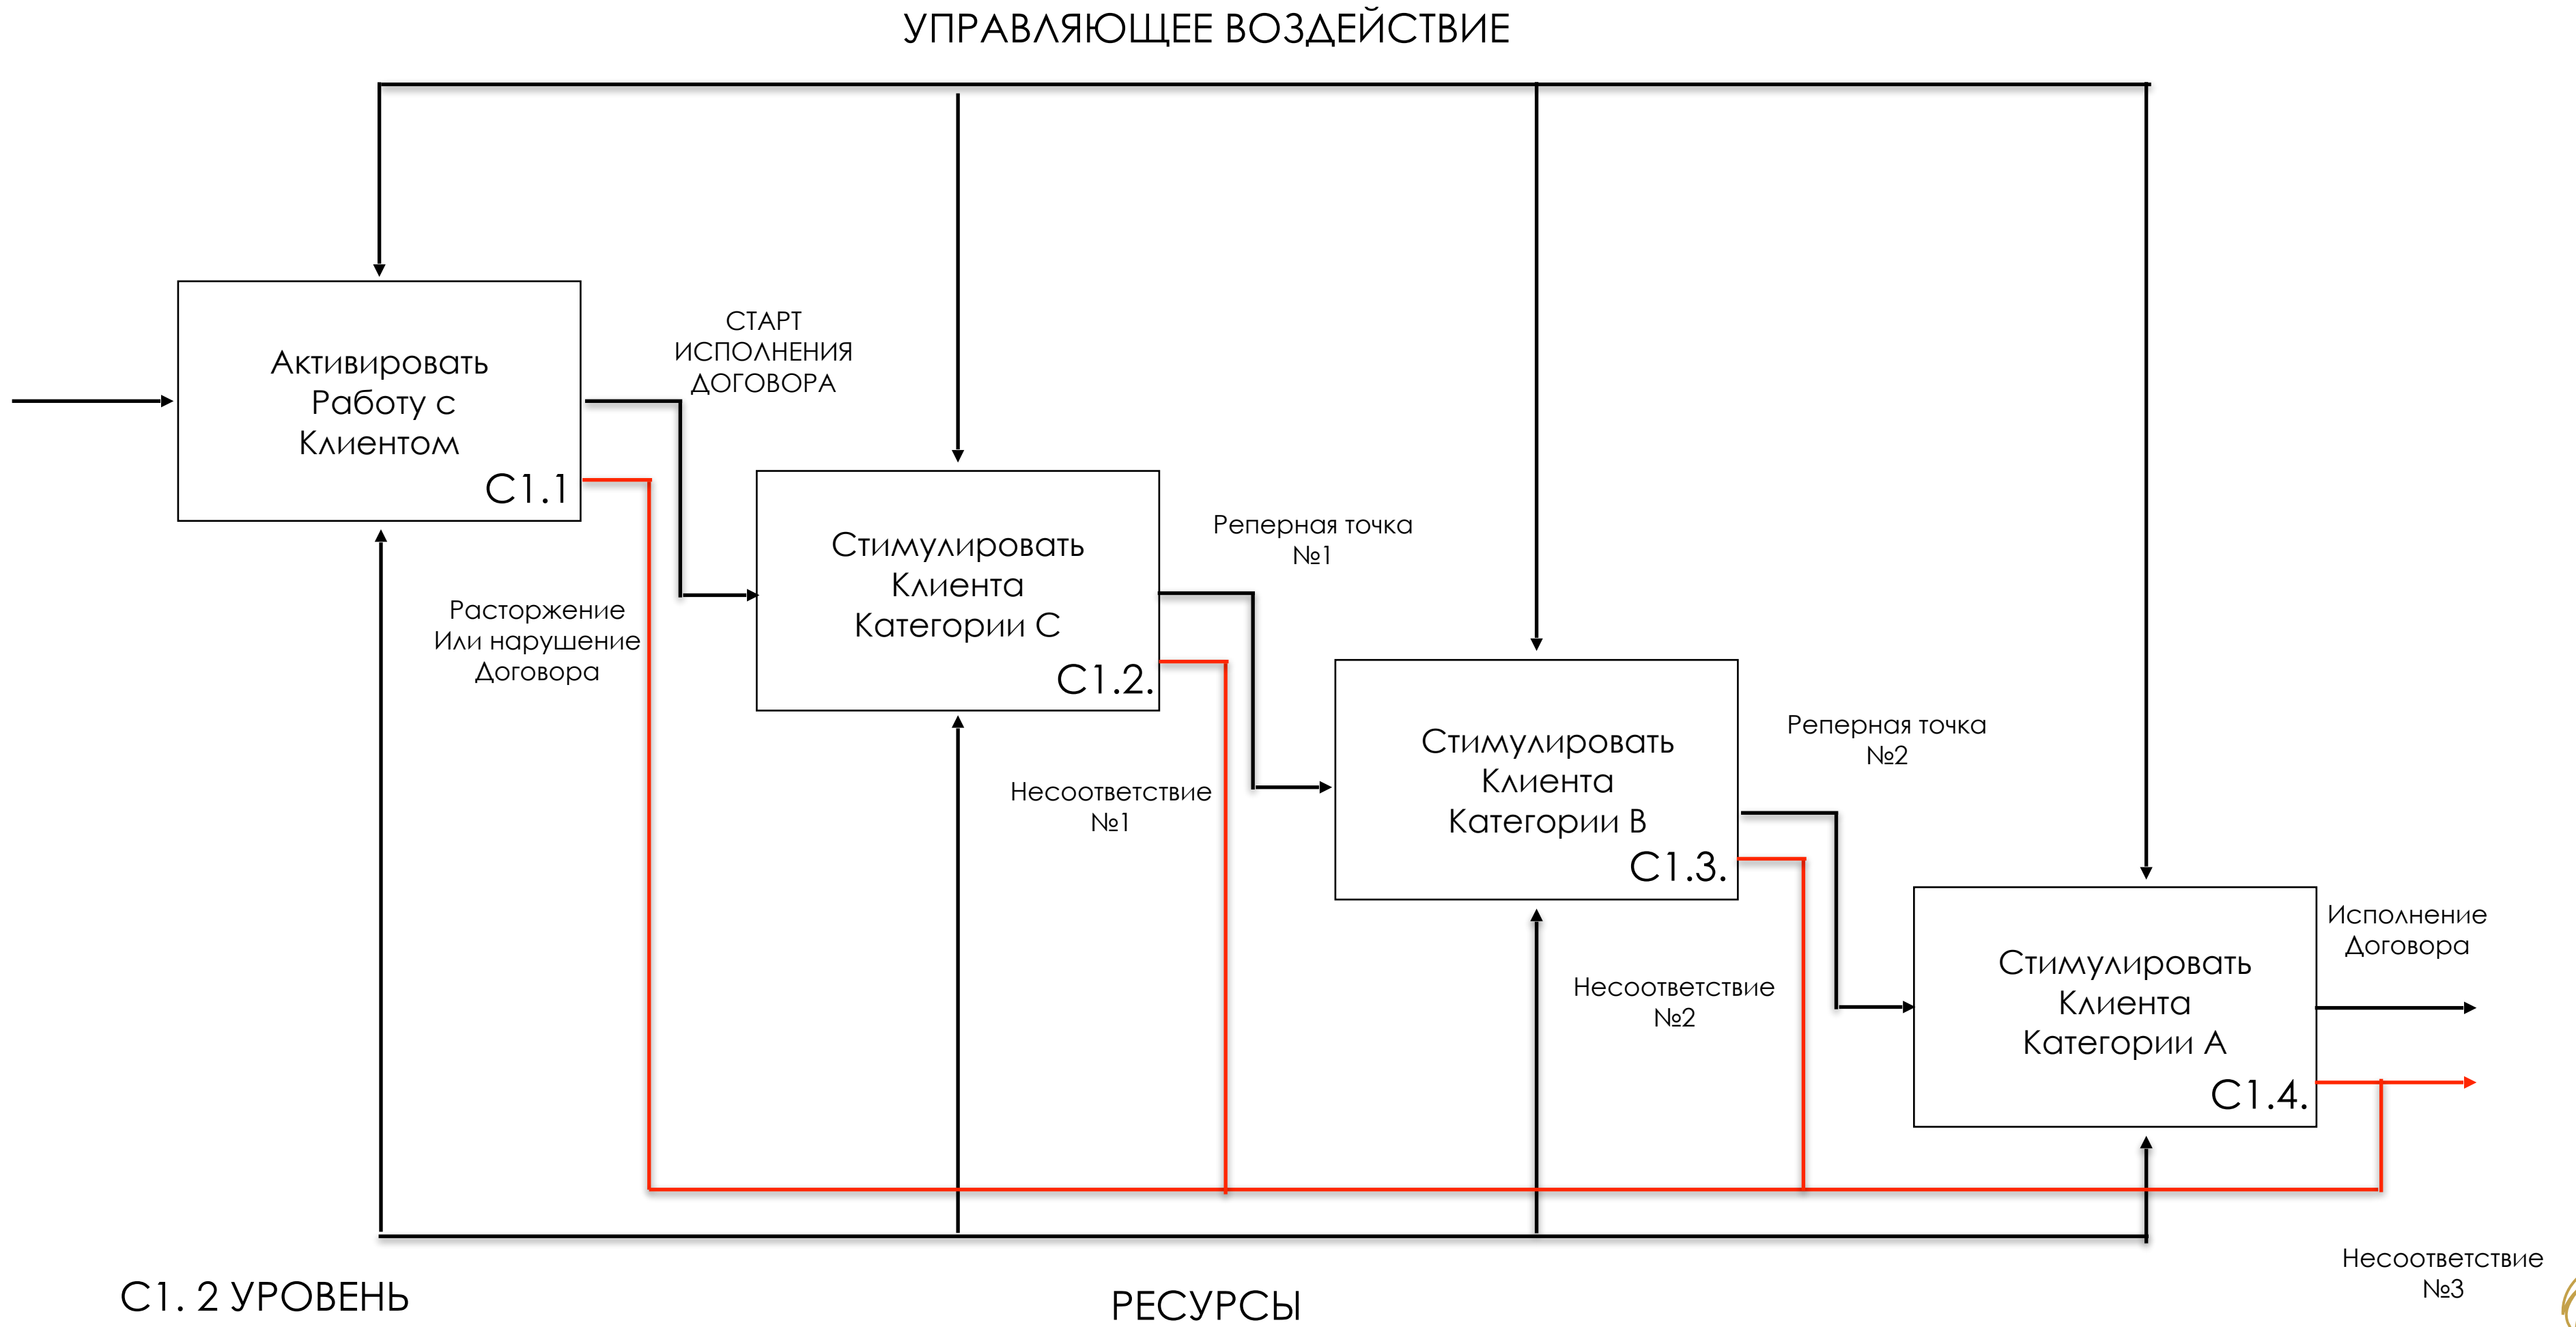 УПРАВЛЯЮЩЕЕ ВОЗДЕЙСТВИЕ
Активировать
Работу с
Клиентом
С1.1
СТАРТ
ИСПОЛНЕНИЯ
ДОГОВОРА
Расторжение
Или нарушение
Договора
Стимулировать
Клиента
Категории С
С1.2.
Реперная точка
№1
Несоответствие
№1
Стимулировать
Клиента
Категории В
С1.3.
Реперная точка
№2
Несоответствие
№2
Стимулировать
Клиента
Категории А
С1.4.
Исполнение
Договора
Несоответствие
№3
С1. 2 УРОВЕНЬ
РЕСУРСЫ